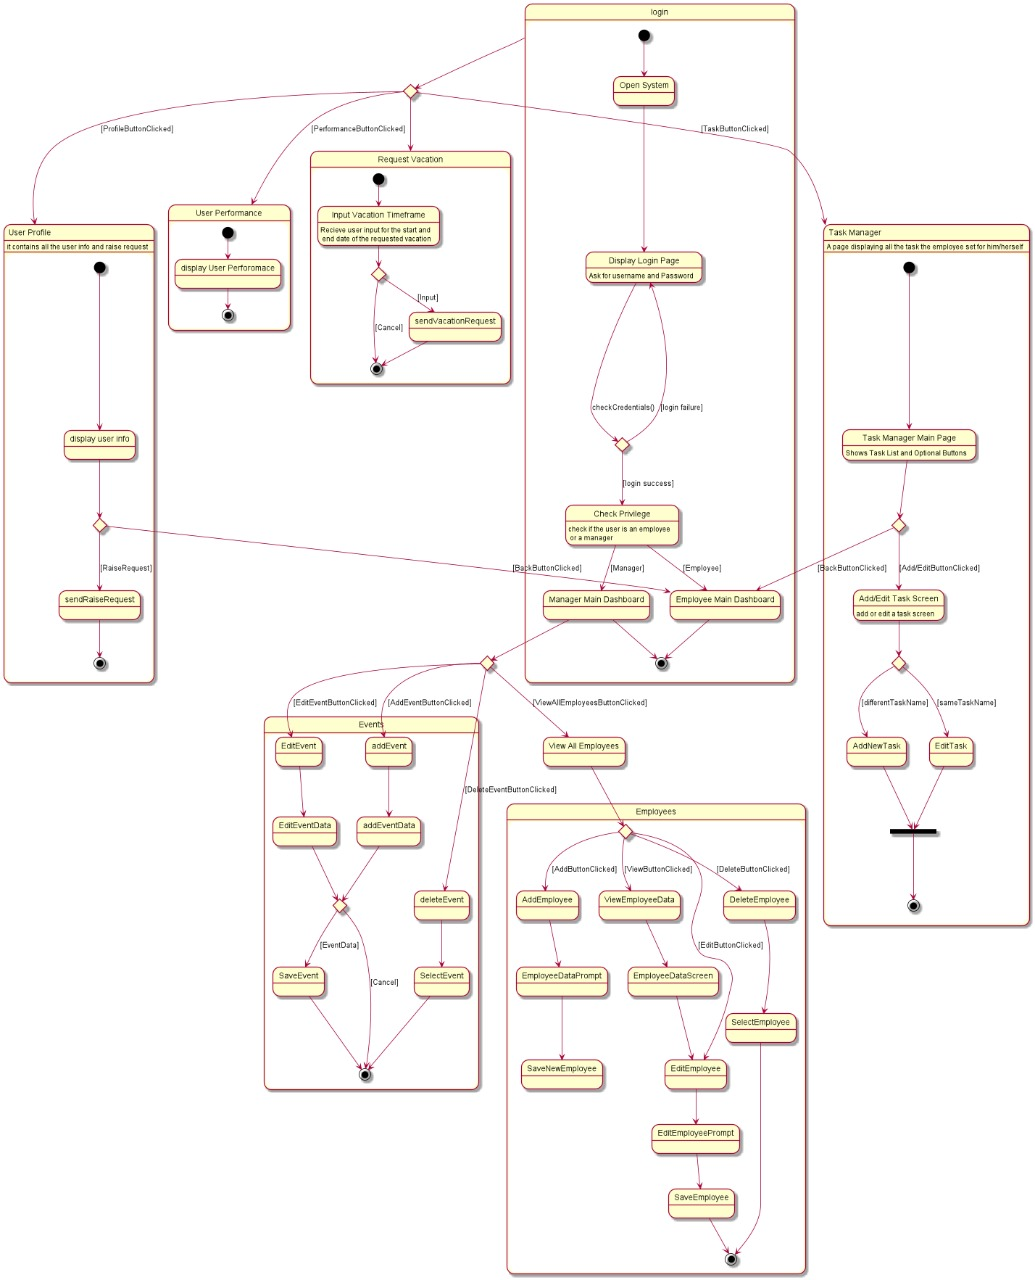 login
Open System
[ProfileButtonClicked]
[PerformanceButtonClicked]
[TaskButtonClicked]
Request Vacation
User Performance
Input Vacation Timeframe
Recieve user input for the start and
end date of the requested vacation
User Profile
it contains all the user info and raise request
Task Manager
A page displaying all the task the employee set for him/herself
display User Perforomace
Display Login Page
Ask for username and Password
[Input]
[Cancel]
sendVacationRequest
checkCredentials()
[login failure]
display user info
Task Manager Main Page
Shows Task List and Optional Buttons
[login success]
Check Privilege
check if the user is an employee
or a manager
[RaiseRequest]
[BackButtonClicked]
[Manager]
[Employee]
[BackButtonClicked]
[Add/EditButtonClicked]
sendRaiseRequest
Manager Main Dashboard
Employee Main Dashboard
Add/Edit Task Screen
add or edit a task screen
[EditEventButtonClicked]
[AddEventButtonClicked]
[ViewAllEmployeesButtonClicked]
[differentTaskName]
[sameTaskName]
Events
EditEvent
addEvent
View All Employees
AddNewTask
EditTask
[DeleteEventButtonClicked]
Employees
EditEventData
addEventData
[AddButtonClicked]
[ViewButtonClicked]
[DeleteButtonClicked]
deleteEvent
AddEmployee
ViewEmployeeData
DeleteEmployee
[EventData]
[EditButtonClicked]
SaveEvent
[Cancel]
SelectEvent
EmployeeDataPrompt
EmployeeDataScreen
SelectEmployee
SaveNewEmployee
EditEmployee
EditEmployeePrompt
SaveEmployee